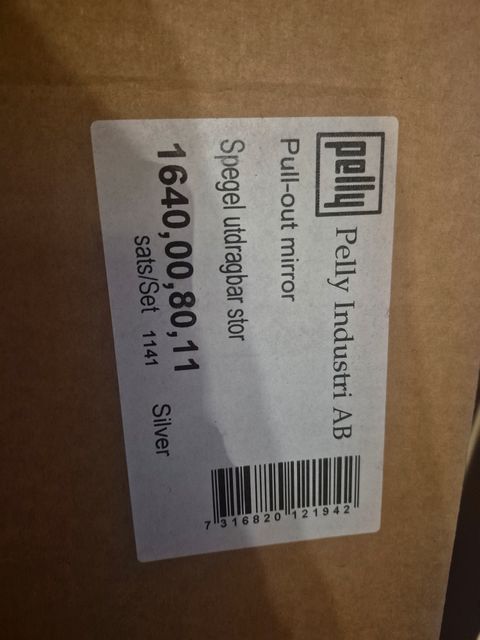 pelly Pelly Industri AB
Pull-out mirror
Spegel utdragbar stor
1640,00,80,11
sats/Set 1141 Silver
7 316820 121942